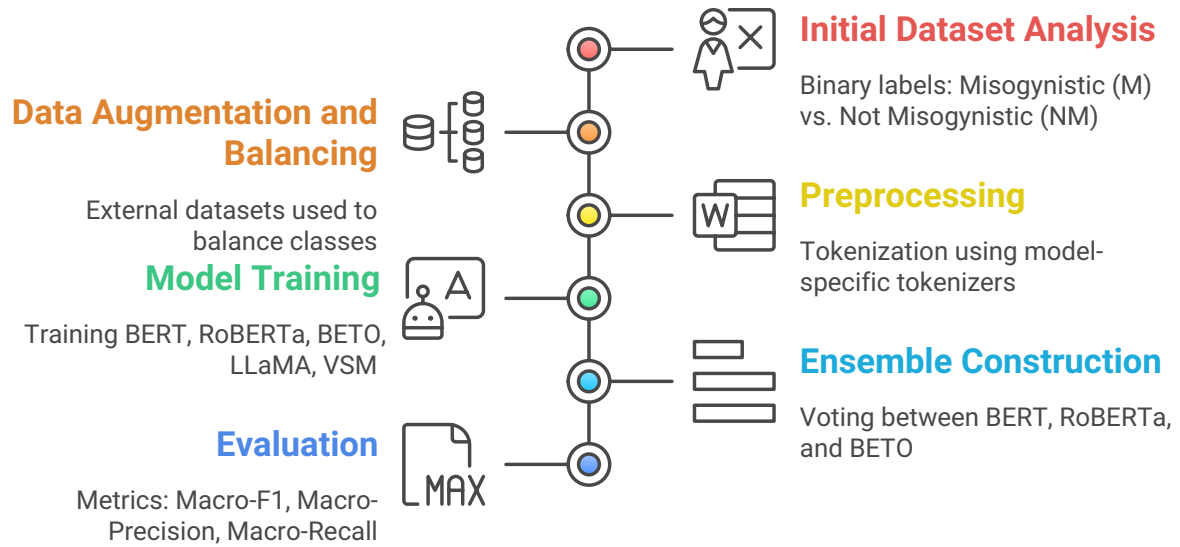 Initial Dataset Analysis
Binary labels: Misogynistic (M)
vs. Not Misogynistic (NM)
Data Augmentation and
Balancing
External datasets used to
balance classes
W
Preprocessing
Tokenization using model-
specific tokenizers
Model Training
A
Training BERT, RoBERTa, BETO,
LLaMA, VSM
Ensemble Construction
Voting between BERT, RoBERTa,
and BETO
Evaluation
MAX
Metrics: Macro-F1, Macro-
Precision, Macro-Recall